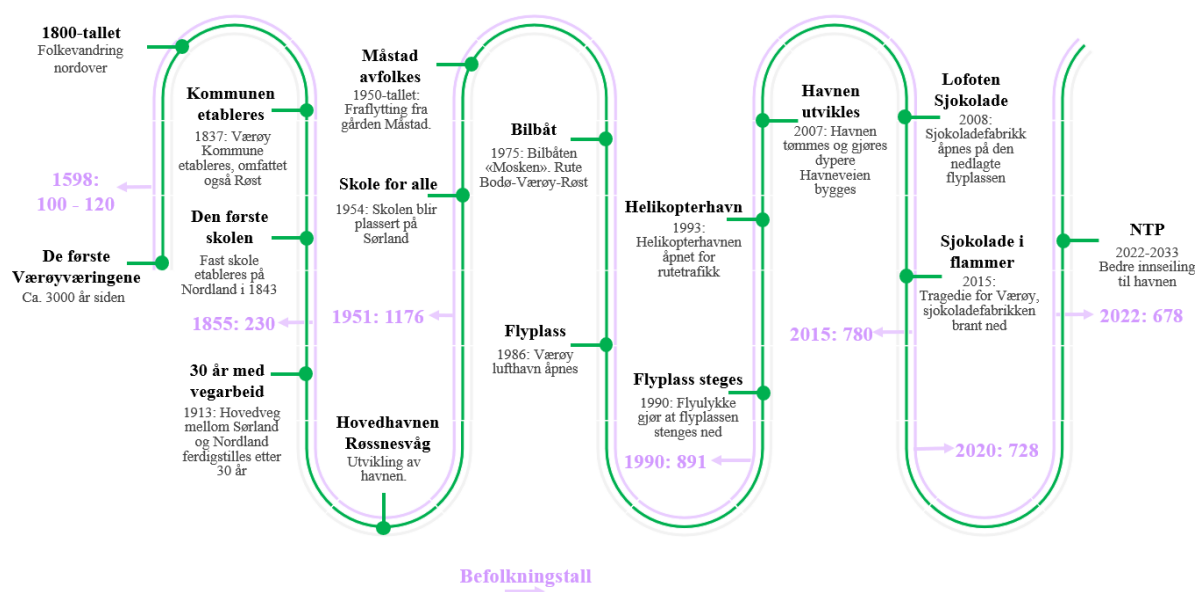 1800-tallet
Folkevandring
nordover
1598:
100 - 120
De første
Værøyværingene
Ca. 3000 år siden
Kommunen
etableres
1837: Værøy
Kommune
etableres, omfattet
også Røst
Den første
skolen
Fast skole
etableres på
Nordland i 1843
1855: 230
30 år med
vegarbeid
1913: Hovedveg
mellom Sørland
og Nordland
ferdigstilles etter
30 år
Hovedhavnen
Røssnesvåg
Utvikling av
havnen.
1951: 1176
Skole for alle
1954: Skolen blir
plassert på
Sørland
Måstad
avfolkes
1950-tallet:
Fraflytting fra
gården Måstad.
Bilbåt
1975: Bilbåten
«Mosken». Rute
Bodø-Værøy-Røst
Flyplass
1986: Værøy
lufthavn åpnes
1990: 891
Flyplass steges
1990: Flyulykke
gjør at flyplassen
stenges ned
Helikopterhavn
1993:
Helikopterhavnen
åpnet for
rutetrafikk
Havnen
utvikles
2007: Havnen
tømmes og gjøres
dypere
Havneveien
bygges
Lofoten
Sjokolade
2008:
Sjokoladefabrikk
åpnes på den
nedlagte
flyplassen
Sjokolade i
flammer
2015:
Tragedie for Værøy,
sjokoladefabrikken
brant ned
2015: 780
2020: 728
2022: 678
NTP
2022-2033
Bedre innseiling
til havnen
Befolkningstall